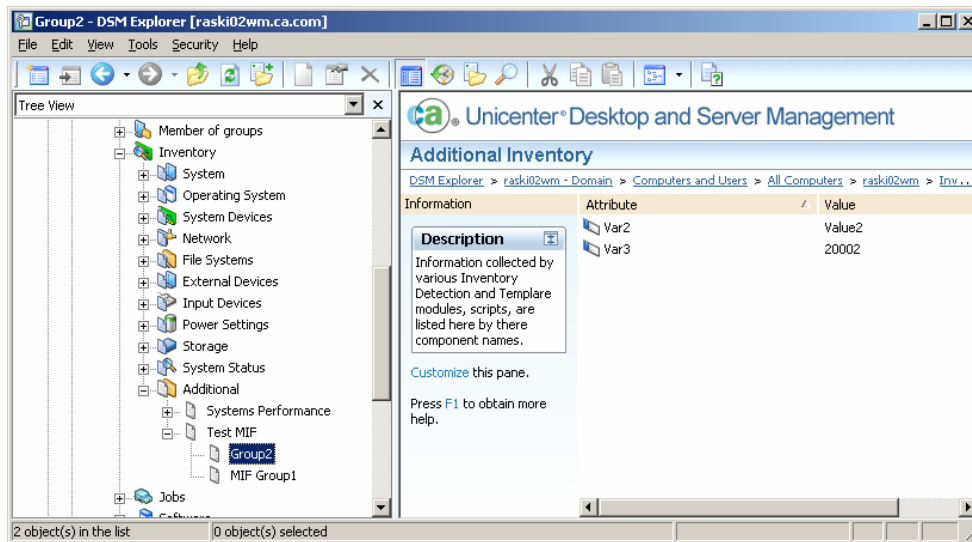 Group2 - DSM Explorer [raski02wm.ca.com]
File Edit View Tools Security Help
Tree View
Member of groups
Inventory
System
Operating System
System Devices
Network
File Systems
External Devices
Input Devices
Power Settings
Storage
System Status
Additional
Systems Performance
Test MIF
Group2
MIF Group1
Jobs
Software
ca® Unicenter® Desktop and Server Management
Additional Inventory
DSM Explorer > raski02wm - Domain > Computers and Users > All Computers > raski02wm > Inv...
Information
Description
Information collected by
various Inventory
Detection and Templare
modules, scripts, are
listed here by there
component names.
Customize this pane.
Press F1 to obtain more
help.
Attribute Value
Var2 Value2
Var3 20002
2 object(s) in the list 0 object(s) selected